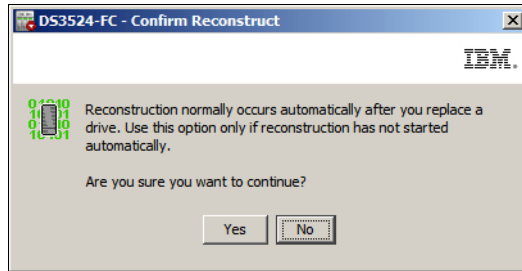 DS3524-FC - Confirm Reconstruct
IBM.
Reconstruction normally occurs automatically after you replace a
drive. Use this option only if reconstruction has not started
automatically.
Are you sure you want to continue?
Yes No